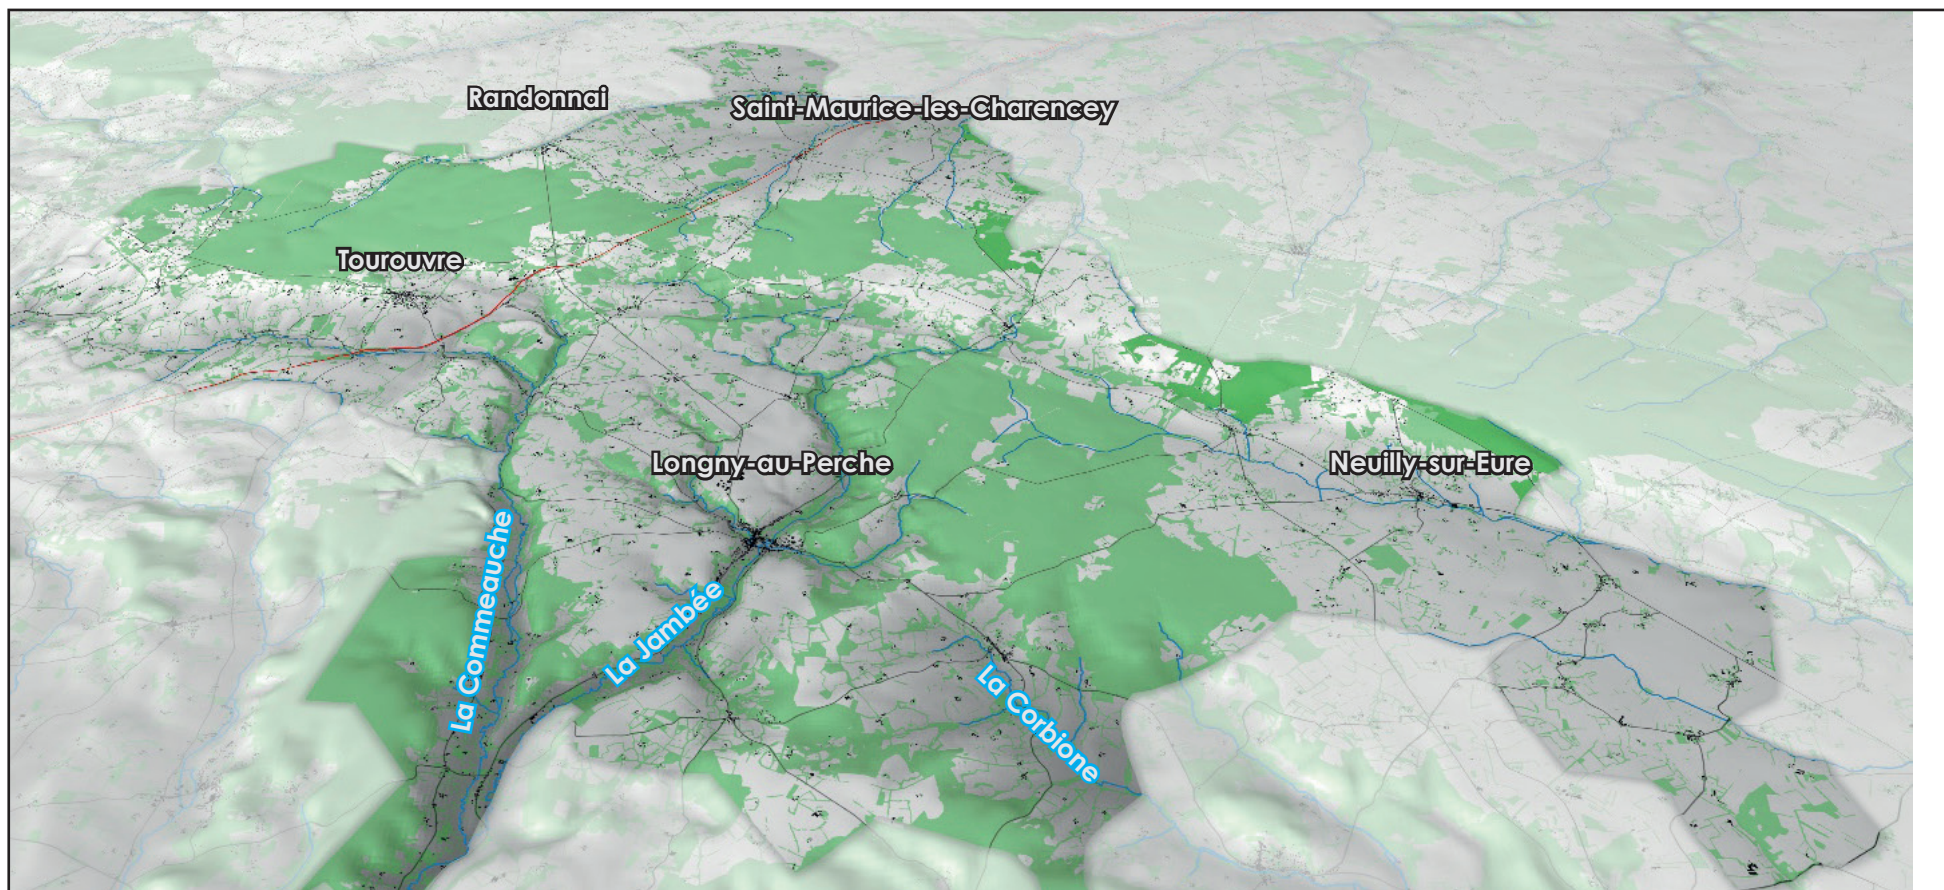 Randonnai
Saint-Maurice-les-Charencey
Tourouvre
Longny-au-Perche
Neuilly-sur-Eure
La Commeauche
La Jambée
La Corbione